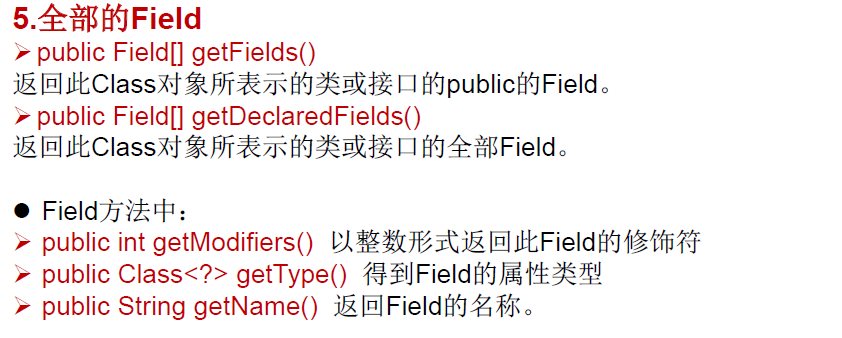 5.全部的Field
➢public Field[] getFields()
返回此Class对象所表示的类或接口的public的Field。
➢public Field[] getDeclaredFields()
返回此Class对象所表示的类或接口的全部Field。
● Field方法中：
➢ public int getModifiers() 以整数形式返回此Field的修饰符
➢ public Class<?> getType() 得到Field的属性类型
➢ public String getName() 返回Field的名称。